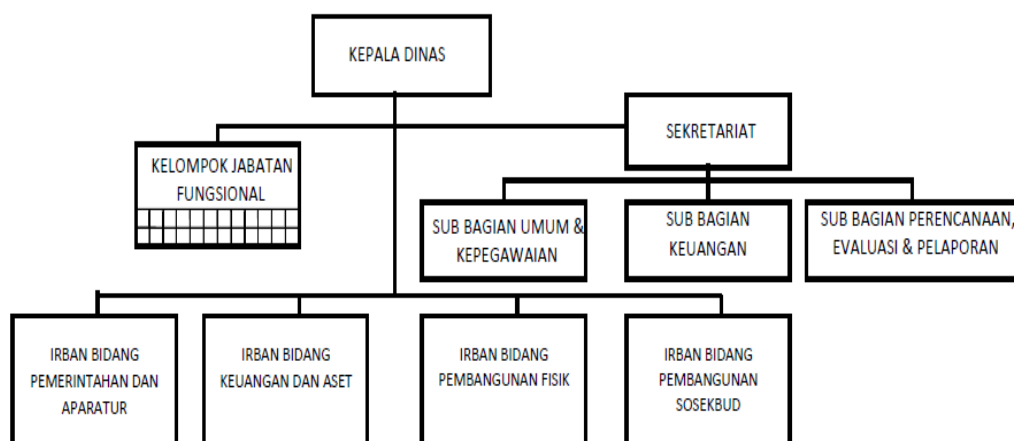 KEPALA DINAS
SEKRETARIAT
KELOMPOK JABATAN
FUNGSIONAL
SUB BAGIAN UMUM &
KEPEGAWAIAN
SUB BAGIAN
KEUANGAN
SUB BAGIAN PERENCANAAN,
EVALUASI & PELAPORAN
IRBAN BIDANG
PEMERINTAHAN DAN
APARATUR
IRBAN BIDANG
KEUANGAN DAN ASET
IRBAN BIDANG
PEMBANGUNAN FISIK
IRBAN BIDANG
PEMBANGUNAN
SOSEKBUD